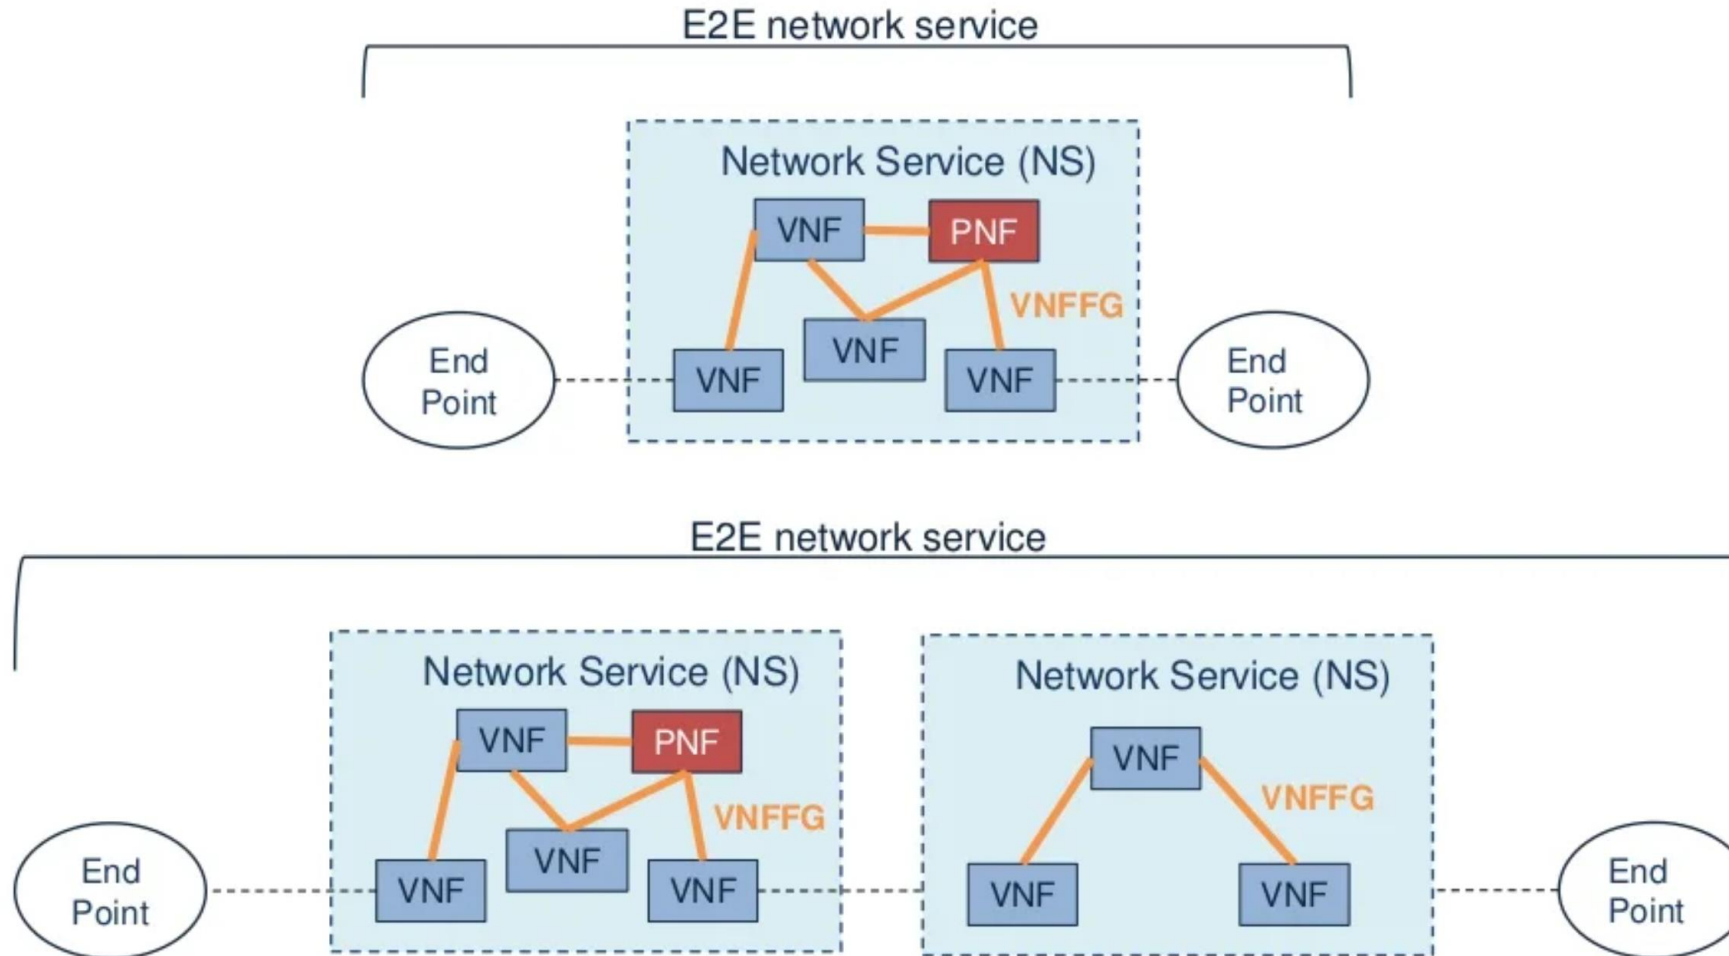 E2E network service
Network Service (NS)
VNF
PNF
VNFFG
VNF
VNF
VNF
End
Point
End
Point
E2E network service
Network Service (NS)
VNF
PNF
VNFFG
VNF
VNF
VNF
Network Service (NS)
VNF
VNFFG
VNF
VNF
End
Point
End
Point